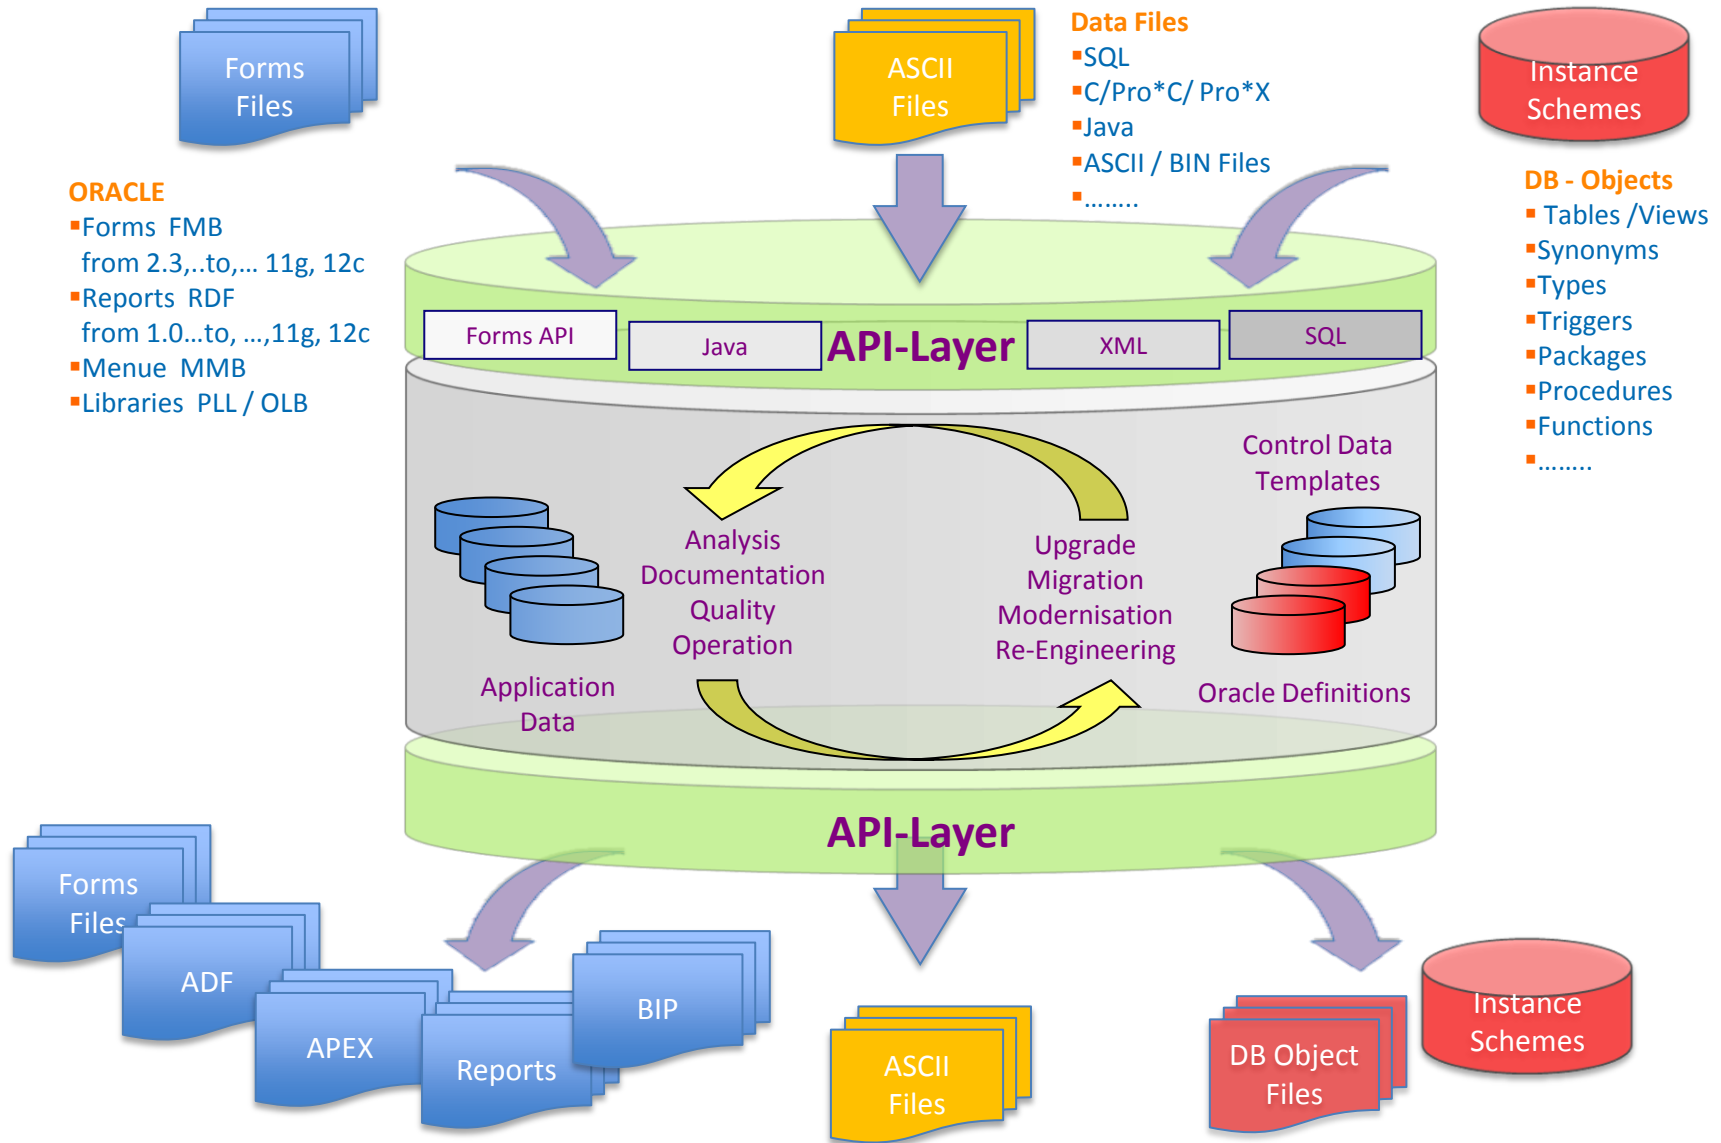 Forms
Files
ASCII
Files
Data Files
▪SQL
▪C/Pro*C/ Pro*X
▪Java
▪ASCII / BIN Files
▪........
Instance
Schemes
ORACLE
▪Forms FMB
from 2.3,..to,... 11g, 12c
▪Reports RDF
from 1.0...to, ...,11g, 12c
▪Menue MMB
▪Libraries PLL / OLB
DB - Objects
▪ Tables /Views
▪Synonyms
▪Types
▪Triggers
▪Packages
▪Procedures
▪Functions
▪........
Forms API
Java
API-Layer
XML
SQL
Control Data
Templates
Analysis
Documentation
Quality
Operation
Upgrade
Migration
Modernisation
Re-Engineering
Application
Data
Oracle Definitions
API-Layer
Forms
Files
ADF
APEX
Reports
BIP
ASCII
Files
DB Object
Files
Instance
Schemes